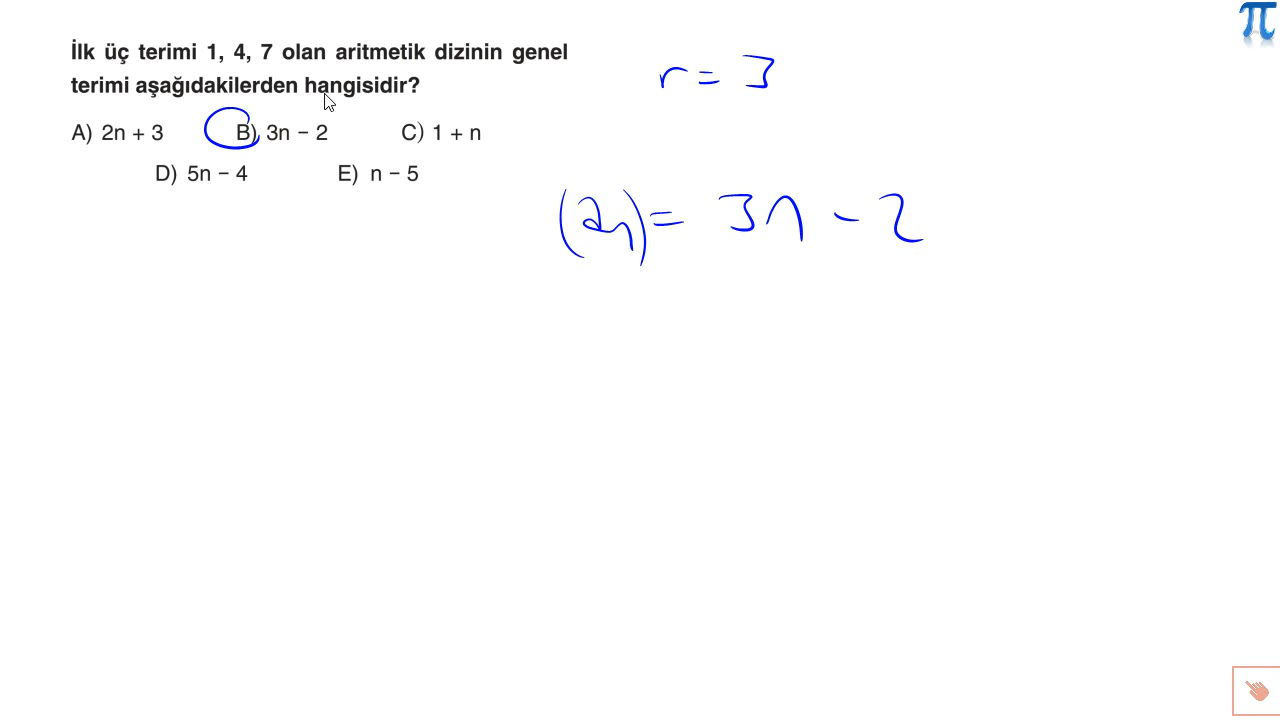 İlk üç terimi 1, 4, 7 olan aritmetik dizinin genel
terimi aşağıdakilerden hangisidir?
A) 2n + 3 B) 3n − 2 C) 1 + n
D) 5n − 4 E) n − 5
r = 3
(an) = 3n − 2
π